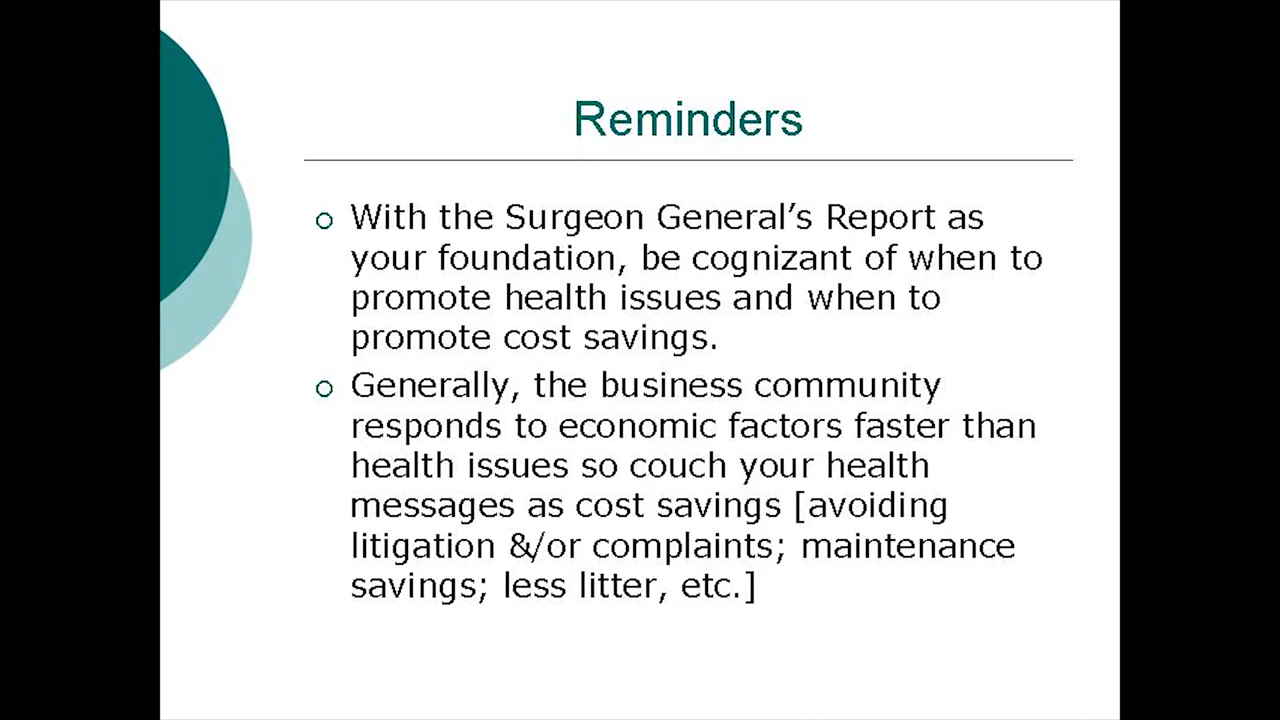 Reminders
With the Surgeon General’s Report as
your foundation, be cognizant of when to
promote health issues and when to
promote cost savings.
Generally, the business community
responds to economic factors faster than
health issues so couch your health
messages as cost savings [avoiding
litigation &/or complaints; maintenance
savings; less litter, etc.]